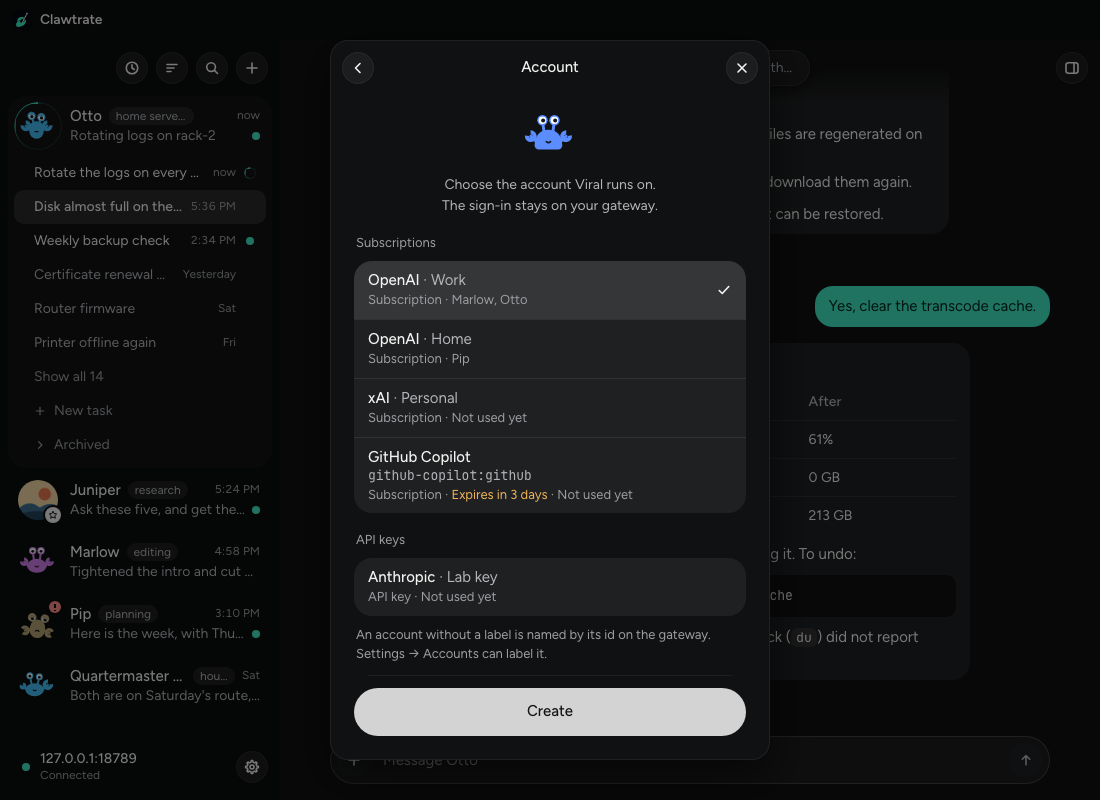 Clawtrate
Otto
home serve...
now
Rotating logs on rack-2
Rotate the logs on every ...
now
Disk almost full on the...
5:36 PM
Weekly backup check
2:34 PM
Certificate renewal ...
Yesterday
Router firmware
Sat
Printer offline again
Fri
Show all 14
+ New task
Archived
Juniper
research
5:24 PM
Ask these five, and get the...
Marlow
editing
4:58 PM
Tightened the intro and cut ...
Pip
planning
3:10 PM
Here is the week, with Thu...
Quartermaster ...
hou...
Sat
Both are on Saturday's route,...
127.0.0.1:18789
Connected
Account
Choose the account Viral runs on.
The sign-in stays on your gateway.
Subscriptions
OpenAI · Work
Subscription · Marlow, Otto
OpenAI · Home
Subscription · Pip
xAI · Personal
Subscription · Not used yet
GitHub Copilot
github-copilot:github
Subscription · Expires in 3 days · Not used yet
API keys
Anthropic · Lab key
API key · Not used yet
An account without a label is named by its id on the gateway.
Settings → Accounts can label it.
Create
th...
iles are regenerated on
download them again.
can be restored.
Yes, clear the transcode cache.
After
61%
0 GB
213 GB
g it. To undo:
che
ck ( du ) did not report
Message Otto